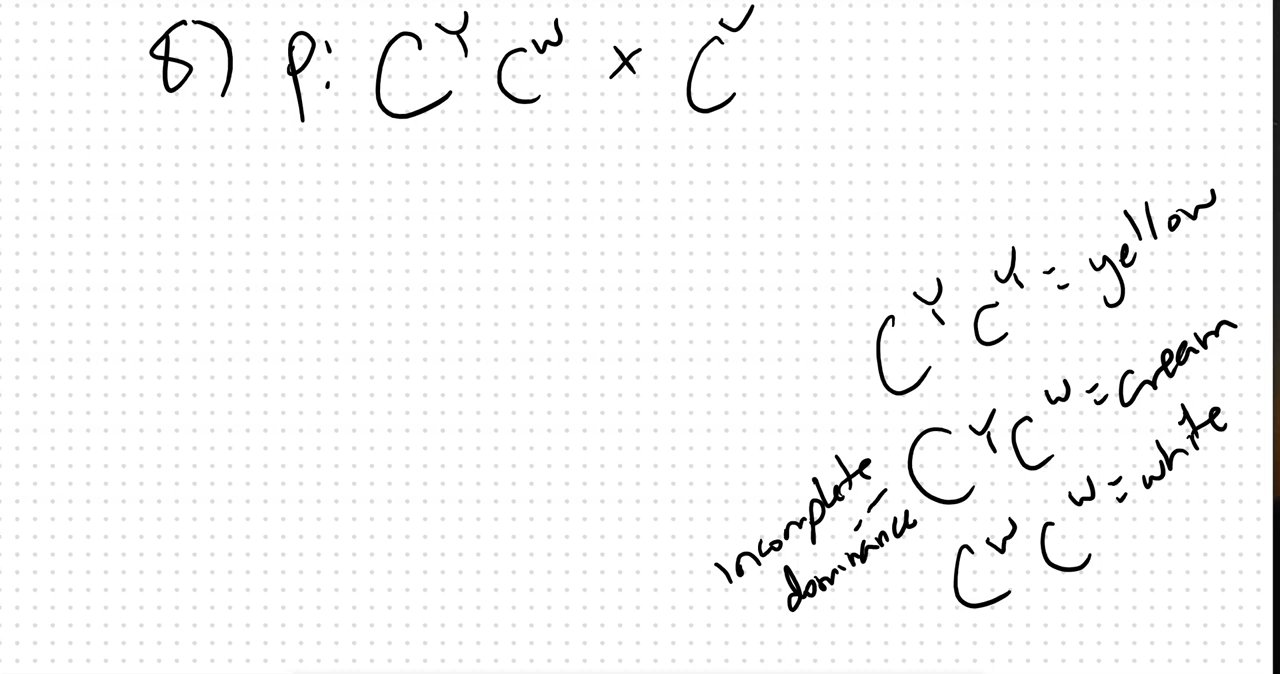 8) P: C^Y C^W × C
C^Y C^Y = yellow
C^Y C^W = cream
C^W C^W = white
incomplete
dominance